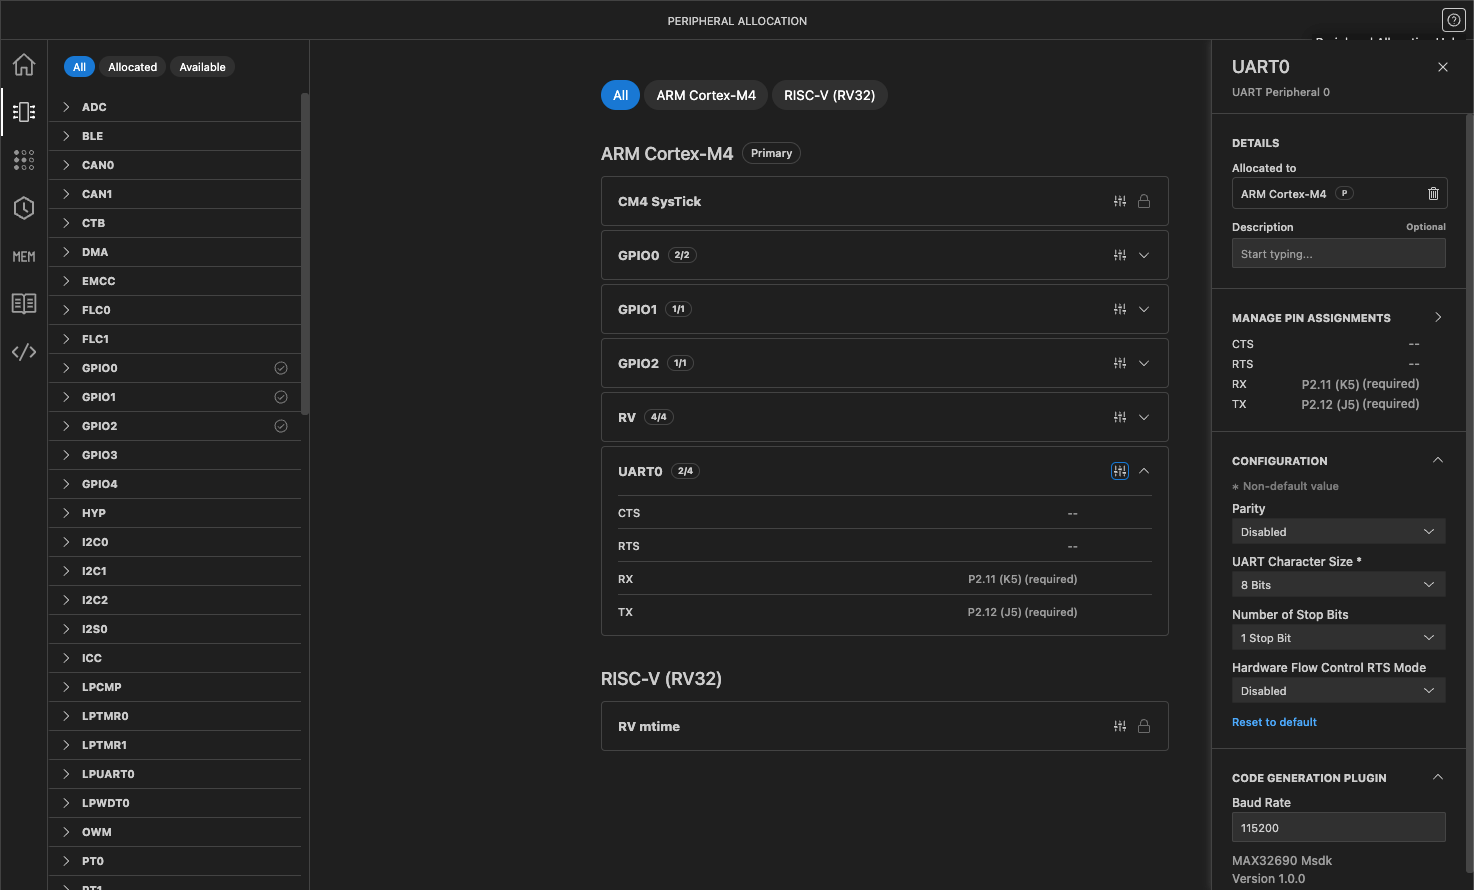 PERIPHERAL ALLOCATION
All
Allocated
Available
ADC
BLE
CAN0
CAN1
CTB
DMA
EMCC
FLC0
FLC1
GPIO0
GPIO1
GPIO2
GPIO3
GPIO4
HYP
I2C0
I2C1
I2C2
I2S0
ICC
LPCMP
LPTMR0
LPTMR1
LPUART0
LPWDT0
OWM
PT0
PT1
MEM
All
ARM Cortex-M4
RISC-V (RV32)
ARM Cortex-M4 Primary
CM4 SysTick
GPIO0 2/2
GPIO1 1/1
GPIO2 1/1
RV 4/4
UART0 2/4
CTS --
RTS --
RX P2.11 (K5) (required)
TX P2.12 (J5) (required)
RISC-V (RV32)
RV mtime
UART0
UART Peripheral 0
DETAILS
Allocated to
ARM Cortex-M4 P
Description Optional
Start typing...
MANAGE PIN ASSIGNMENTS
CTS --
RTS --
RX P2.11 (K5) (required)
TX P2.12 (J5) (required)
CONFIGURATION
* Non-default value
Parity
Disabled
UART Character Size *
8 Bits
Number of Stop Bits
1 Stop Bit
Hardware Flow Control RTS Mode
Disabled
Reset to default
CODE GENERATION PLUGIN
Baud Rate
115200
MAX32690 Msdk
Version 1.0.0